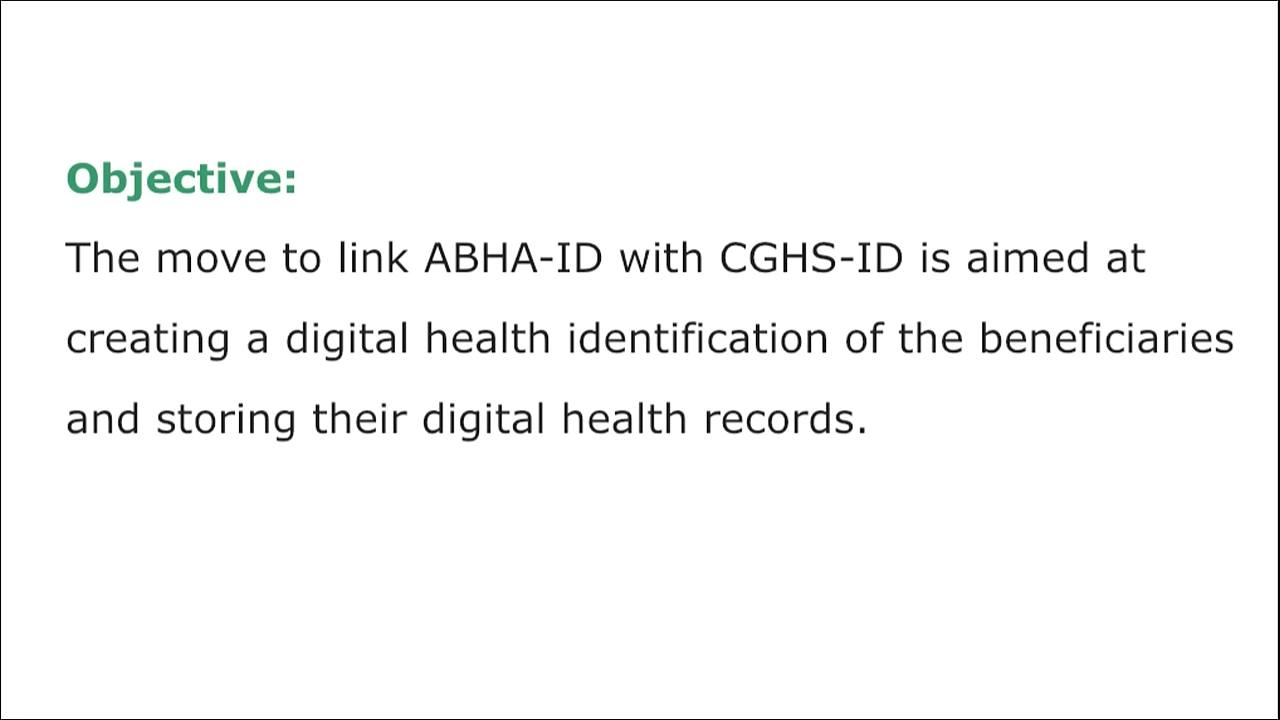 Objective:
The move to link ABHA-ID with CGHS-ID is aimed at
creating a digital health identification of the beneficiaries
and storing their digital health records.